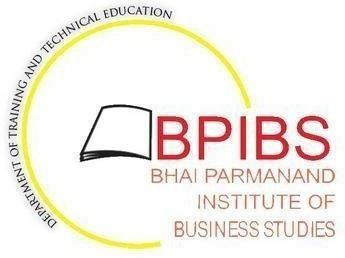 DEPARTMENT OF TRAINING AND TECHNICAL EDUCATION
BPIBS
BHAI PARMANAND
INSTITUTE OF
BUSINESS STUDIES